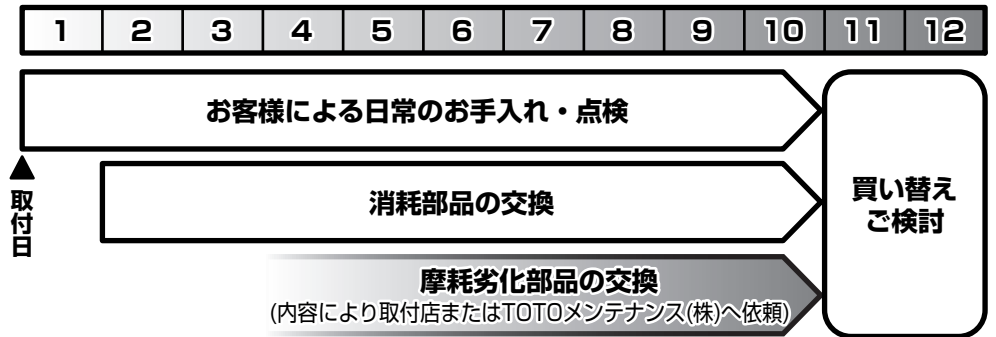 1 2 3 4 5 6 7 8 9 10 11 12
お客様による日常のお手入れ・点検
取付日
消耗部品の交換
買い替え
ご検討
摩耗劣化部品の交換
(内容により取付店またはTOTOメンテナンス(株)へ依頼)